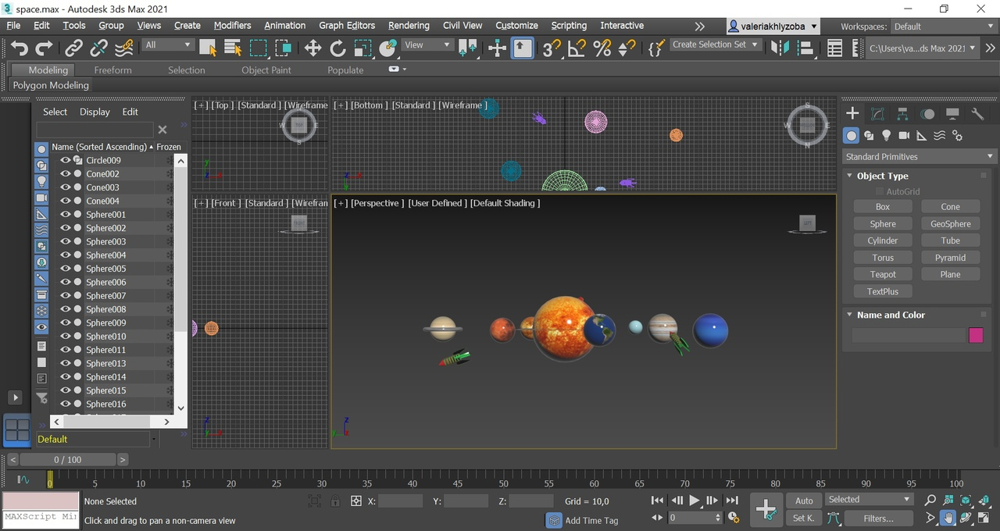 space.max - Autodesk 3ds Max 2021
File Edit Tools Group Views Create Modifiers Animation Graph Editors Rendering Civil View Customize Scripting Interactive valeriakhlyzoba Workspaces: Default
All View Create Selection Set C:\Users\va...ds Max 2021
Modeling Freeform Selection Object Paint Populate
Polygon Modeling
Select Display Edit
Name (Sorted Ascending) Frozen
Circle009
Cone002
Cone003
Cone004
Sphere001
Sphere002
Sphere003
Sphere004
Sphere005
Sphere006
Sphere007
Sphere008
Sphere009
Sphere010
Sphere011
Sphere013
Sphere014
Sphere015
Sphere016
Default
[+] [Top ] [Standard ] [Wireframe
W E
S
[+] [Bottom ] [Standard ] [Wireframe ]
S
W E
N
[+] [Front ] [Standard ] [Wirefran
[+] [Perspective ] [User Defined ] [Default Shading ]
y
z x
z
x
y
z
y x
z
y x
Standard Primitives
Object Type
AutoGrid
Box Cone
Sphere GeoSphere
Cylinder Tube
Torus Pyramid
Teapot Plane
TextPlus
Name and Color
< 0 / 100 >
0 5 10 15 20 25 30 35 40 45 50 55 60 65 70 75 80 85 90 95 100
None Selected X: Y: Z: Grid = 10,0 Auto Selected
MAXScript Mi
Click and drag to pan a non-camera view Add Time Tag 0 Set K. Filters...